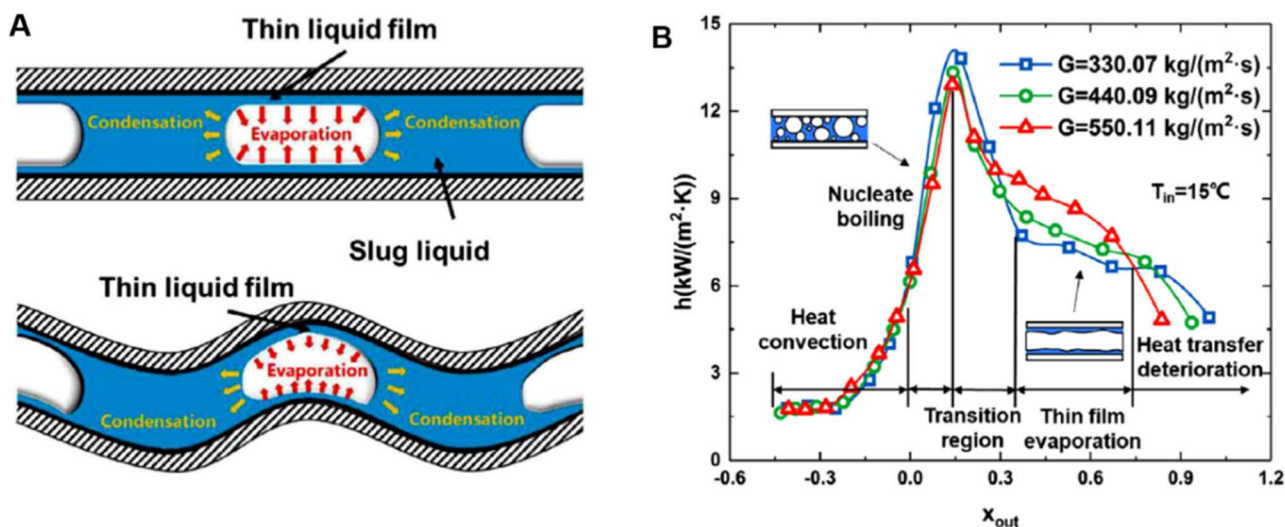 A
Thin liquid film
Condensation
Evaporation
Condensation
Slug liquid
Thin liquid film
Evaporation
Condensation
Condensation
B
15
12
9
6
3
0
h(kW/(m²·K))
G=330.07 kg/(m²·s)
G=440.09 kg/(m²·s)
G=550.11 kg/(m²·s)
T_in=15℃
Nucleate
boiling
Heat
convection
Transition
region
Thin film
evaporation
Heat transfer
deterioration
-0.6
-0.3
0.0
0.3
0.6
0.9
1.2
x_out